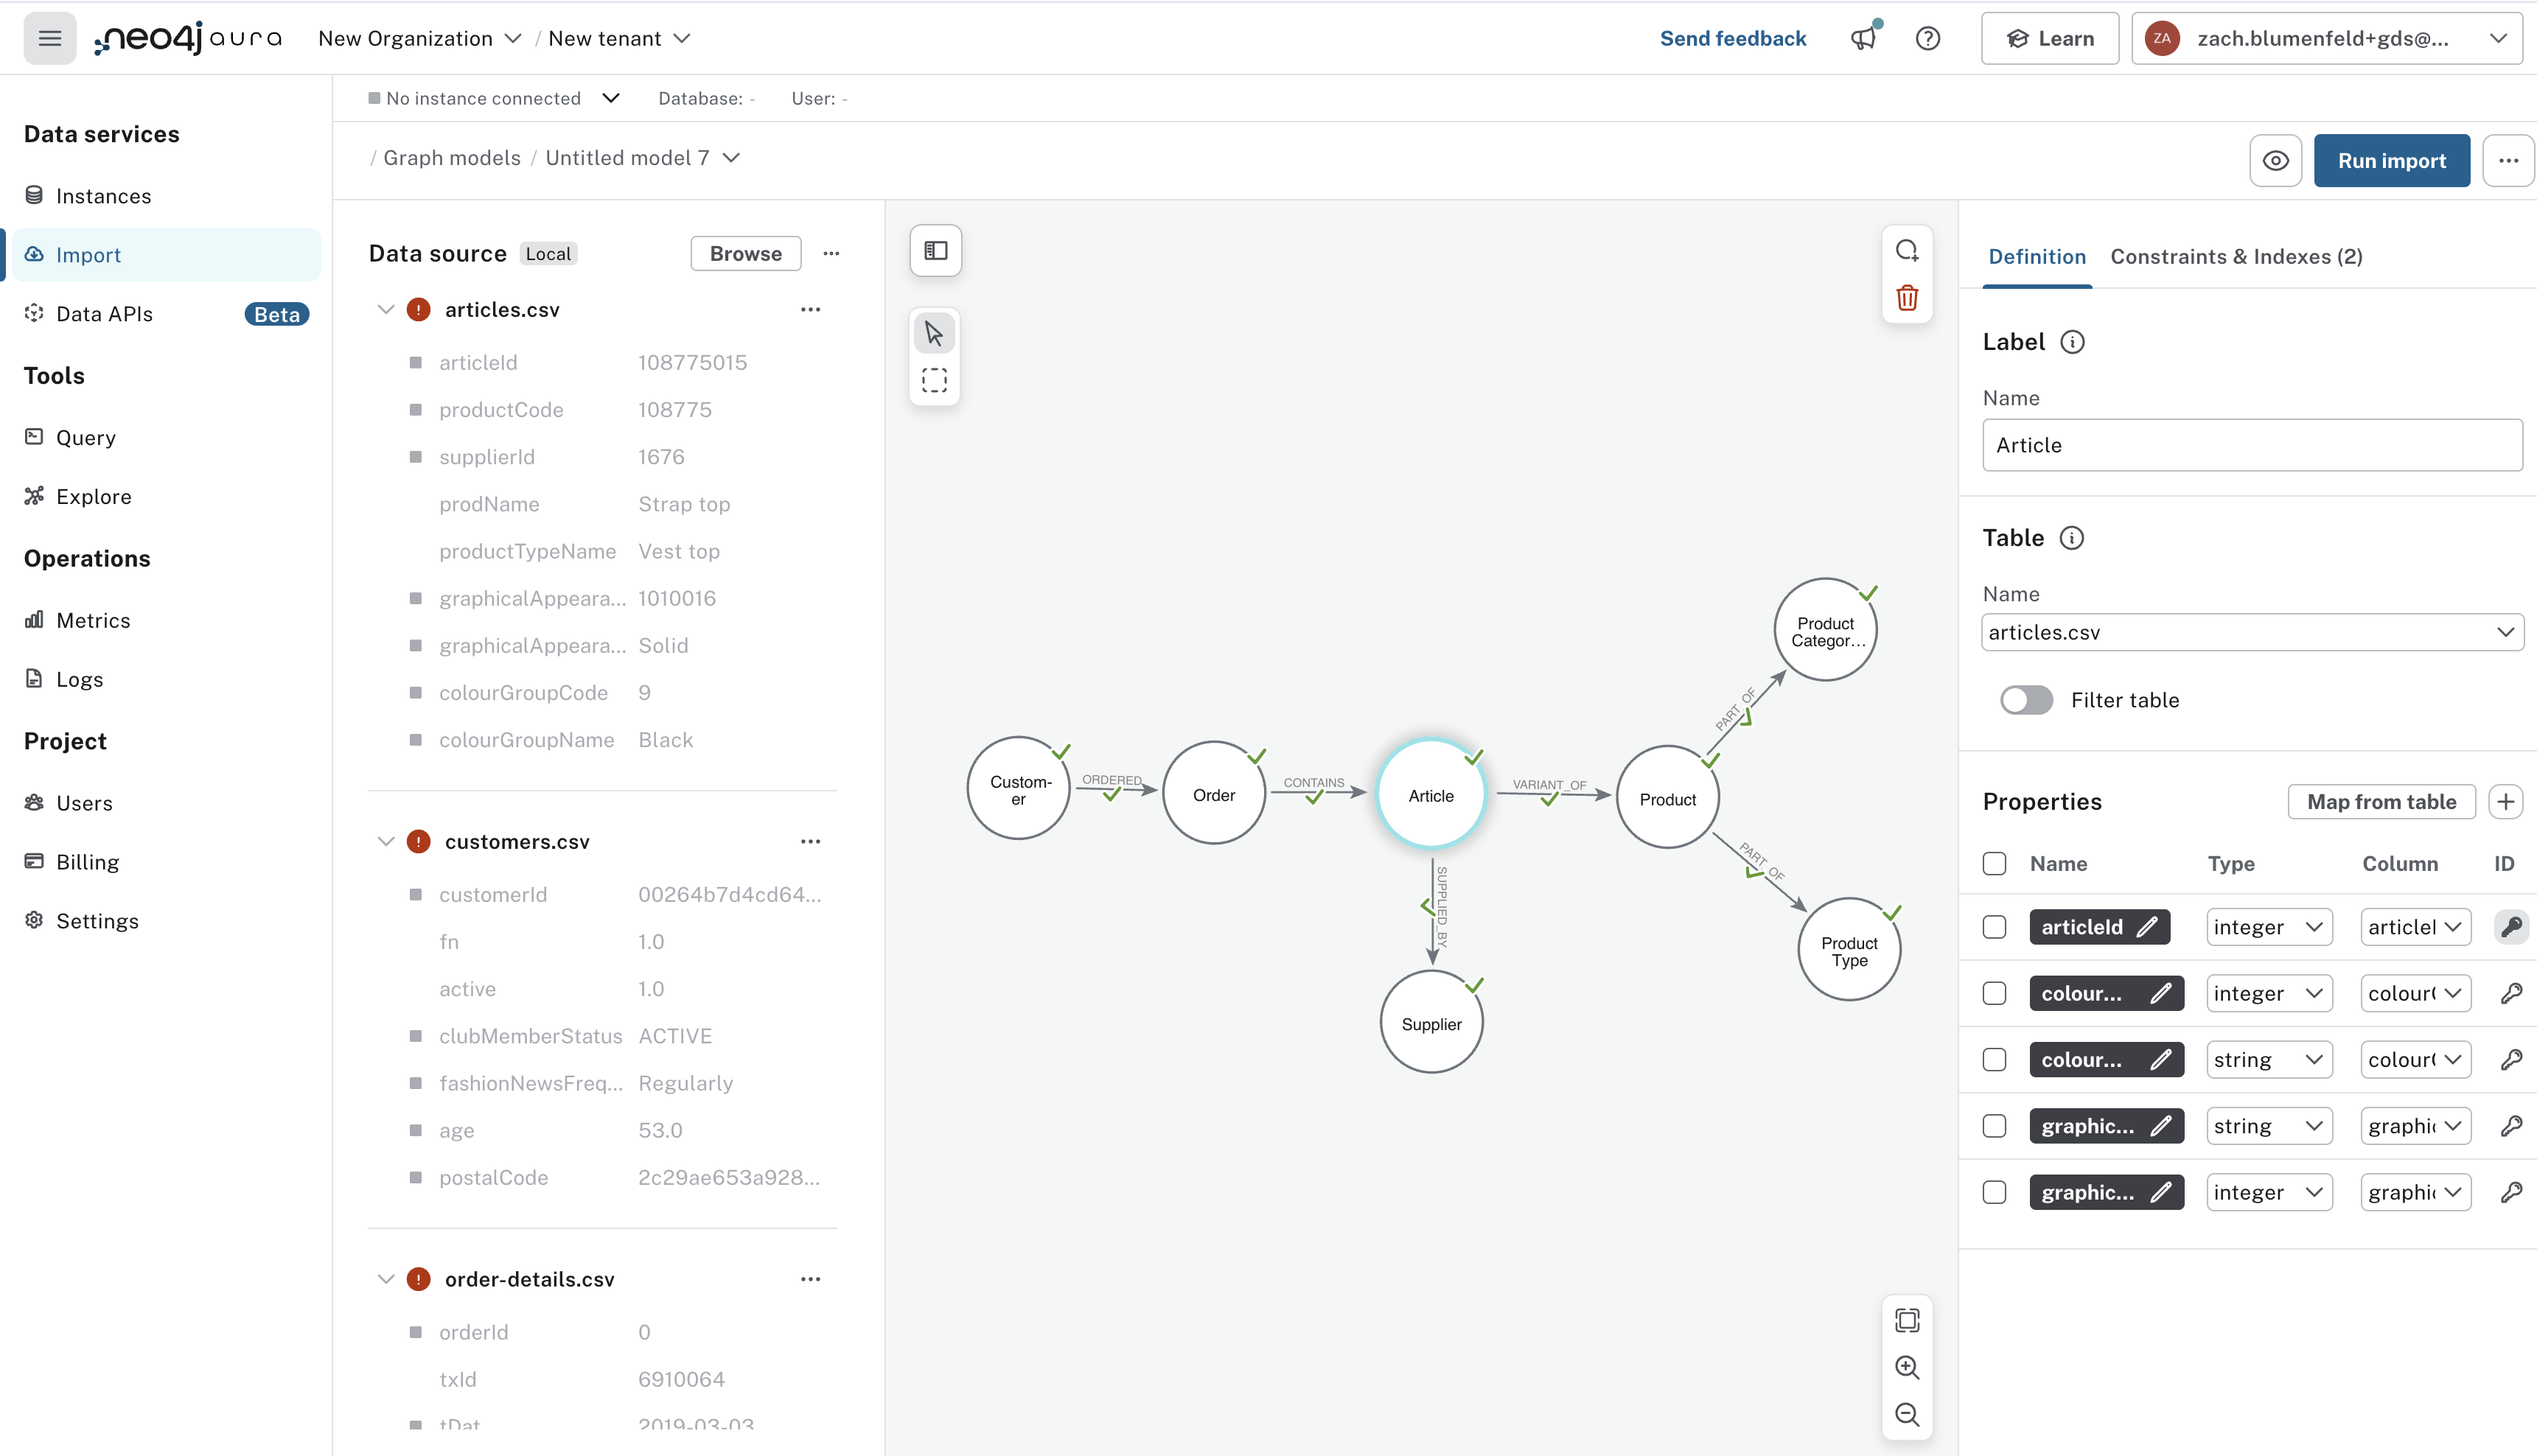 neo4j aura
New Organization / New tenant
Send feedback
Learn
ZA zach.blumenfeld+gds@...
Data services
Instances
Import
Data APIs Beta
Tools
Query
Explore
Operations
Metrics
Logs
Project
Users
Billing
Settings
No instance connected Database: - User: -
/ Graph models / Untitled model 7
Run import
Data source Local Browse
articles.csv
articleId 108775015
productCode 108775
supplierId 1676
prodName Strap top
productTypeName Vest top
graphicalAppeara... 1010016
graphicalAppeara... Solid
colourGroupCode 9
colourGroupName Black
customers.csv
customerId 00264b7d4cd64...
fn 1.0
active 1.0
clubMemberStatus ACTIVE
fashionNewsFreq... Regularly
age 53.0
postalCode 2c29ae653a928...
order-details.csv
orderId 0
txId 6910064
tDat 2019-03-03
Custom-
er
ORDERED
Order
CONTAINS
Article
VARIANT_OF
Product
PART_OF
Product
Categor...
PART_OF
Product
Type
SUPPLIED_BY
Supplier
Definition Constraints & Indexes (2)
Label
Name
Article
Table
Name
articles.csv
Filter table
Properties Map from table
Name Type Column ID
articleId integer articleI
colour... integer colour
colour... string colour
graphic... string graphi
graphic... integer graphi